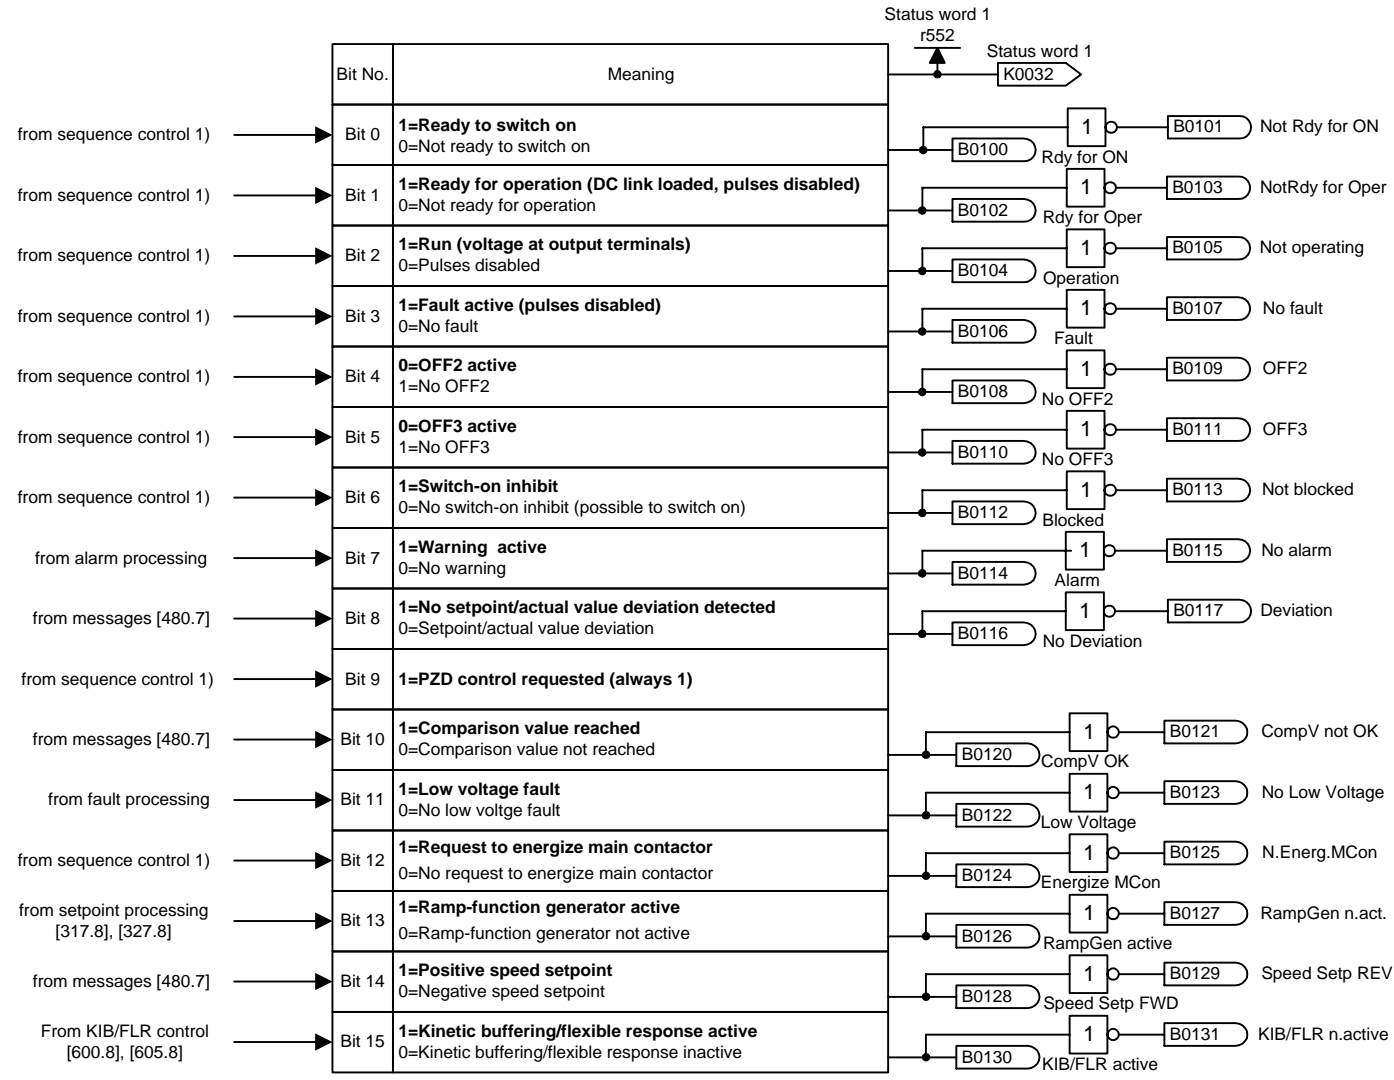 Status word 1
r552
Status word 1
K0032
Bit No.
Meaning
from sequence control 1)
Bit 0
1=Ready to switch on
0=Not ready to switch on
B0100
Rdy for ON
1
B0101
Not Rdy for ON
from sequence control 1)
Bit 1
1=Ready for operation (DC link loaded, pulses disabled)
0=Not ready for operation
B0102
Rdy for Oper
1
B0103
NotRdy for Oper
from sequence control 1)
Bit 2
1=Run (voltage at output terminals)
0=Pulses disabled
B0104
Operation
1
B0105
Not operating
from sequence control 1)
Bit 3
1=Fault active (pulses disabled)
0=No fault
B0106
Fault
1
B0107
No fault
from sequence control 1)
Bit 4
0=OFF2 active
1=No OFF2
B0108
No OFF2
1
B0109
OFF2
from sequence control 1)
Bit 5
0=OFF3 active
1=No OFF3
B0110
No OFF3
1
B0111
OFF3
from sequence control 1)
Bit 6
1=Switch-on inhibit
0=No switch-on inhibit (possible to switch on)
B0112
Blocked
1
B0113
Not blocked
from alarm processing
Bit 7
1=Warning  active
0=No warning
B0114
Alarm
1
B0115
No alarm
from messages [480.7]
Bit 8
1=No setpoint/actual value deviation detected
0=Setpoint/actual value deviation
B0116
No Deviation
1
B0117
Deviation
from sequence control 1)
Bit 9
1=PZD control requested (always 1)
from messages [480.7]
Bit 10
1=Comparison value reached
0=Comparison value not reached
B0120
CompV OK
1
B0121
CompV not OK
from fault processing
Bit 11
1=Low voltage fault
0=No low voltge fault
B0122
Low Voltage
1
B0123
No Low Voltage
from sequence control 1)
Bit 12
1=Request to energize main contactor
0=No request to energize main contactor
B0124
Energize MCon
1
B0125
N.Energ.MCon
from setpoint processing
[317.8], [327.8]
Bit 13
1=Ramp-function generator active
0=Ramp-function generator not active
B0126
RampGen active
1
B0127
RampGen n.act.
from messages [480.7]
Bit 14
1=Positive speed setpoint
0=Negative speed setpoint
B0128
Speed Setp FWD
1
B0129
Speed Setp REV
From KIB/FLR control
[600.8], [605.8]
Bit 15
1=Kinetic buffering/flexible response active
0=Kinetic buffering/flexible response inactive
B0130
KIB/FLR active
1
B0131
KIB/FLR n.active